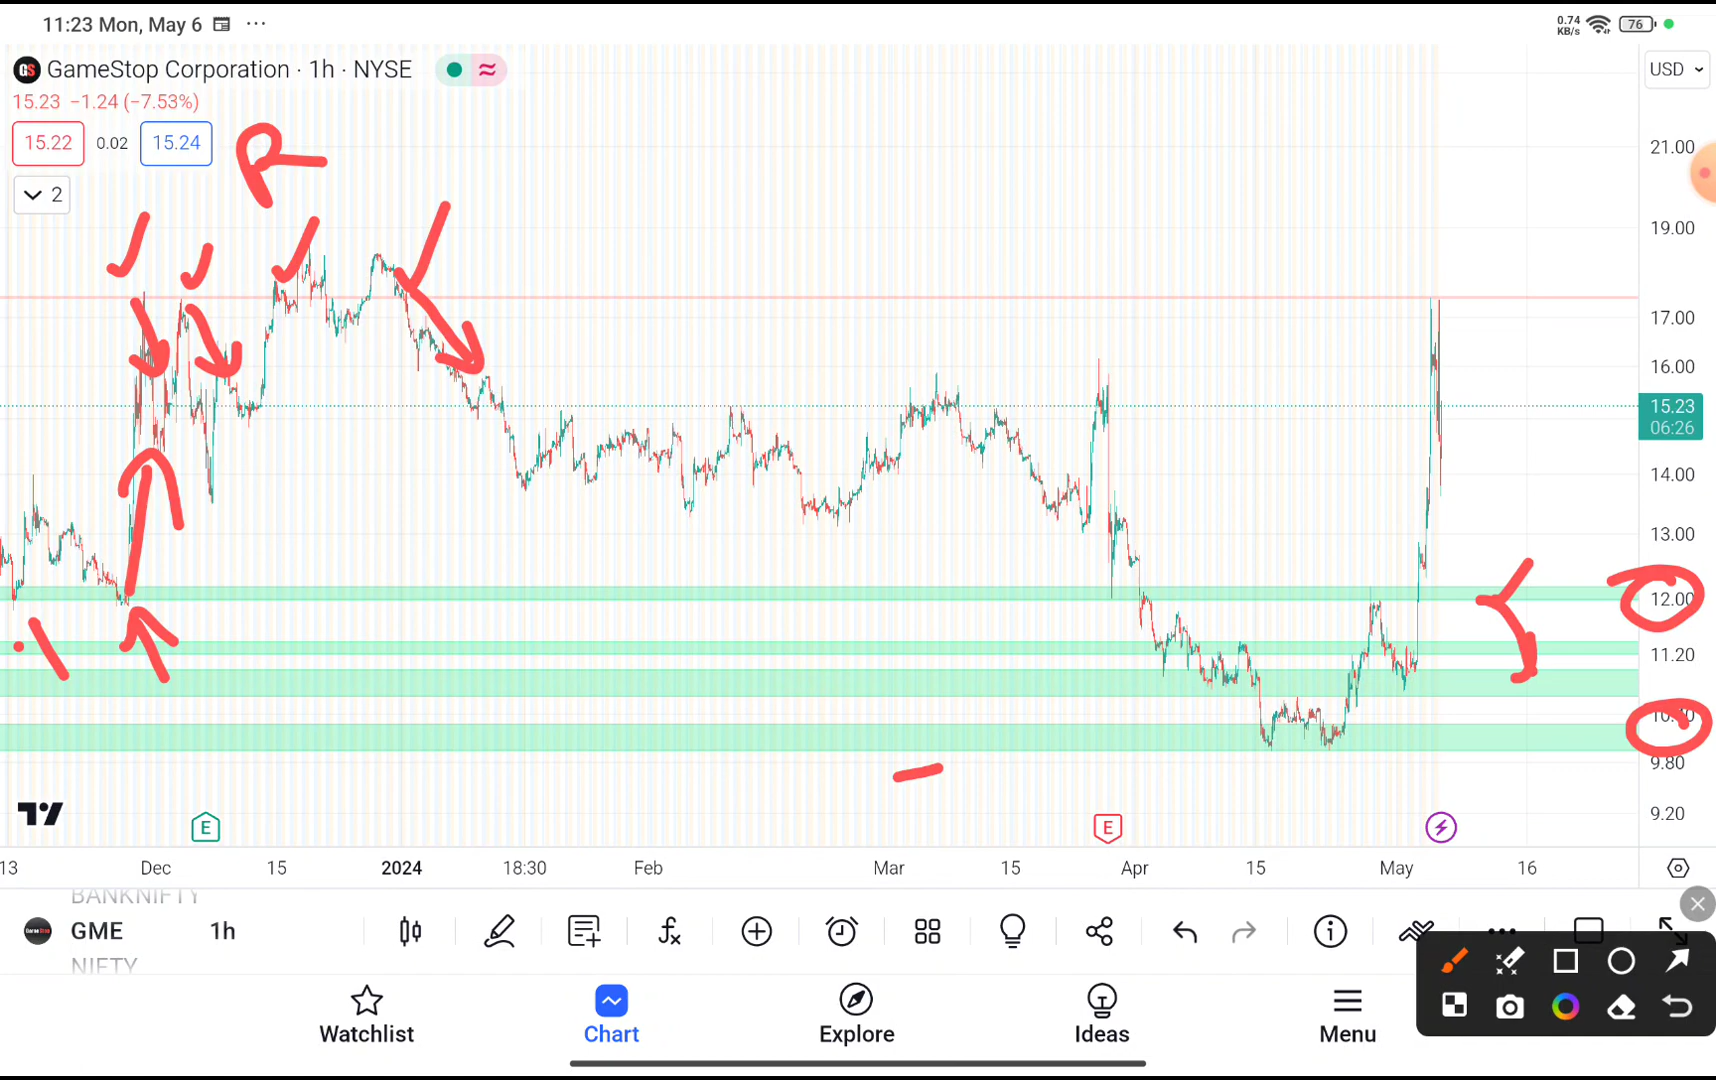 11:23 Mon, May 6 ...
0.74
KB/s
76
GS GameStop Corporation · 1h · NYSE
USD
15.23 −1.24 (−7.53%)
15.22 0.02 15.24
R
2
21.00
19.00
17.00
16.00
15.23
06:26
14.00
13.00
12.00
11.20
9.80
9.20
E E
13 Dec 15 2024 18:30 Feb Mar 15 Apr 15 May 16
BANKNIFTY
GME 1h
NIFTY
Watchlist Chart Explore Ideas Menu